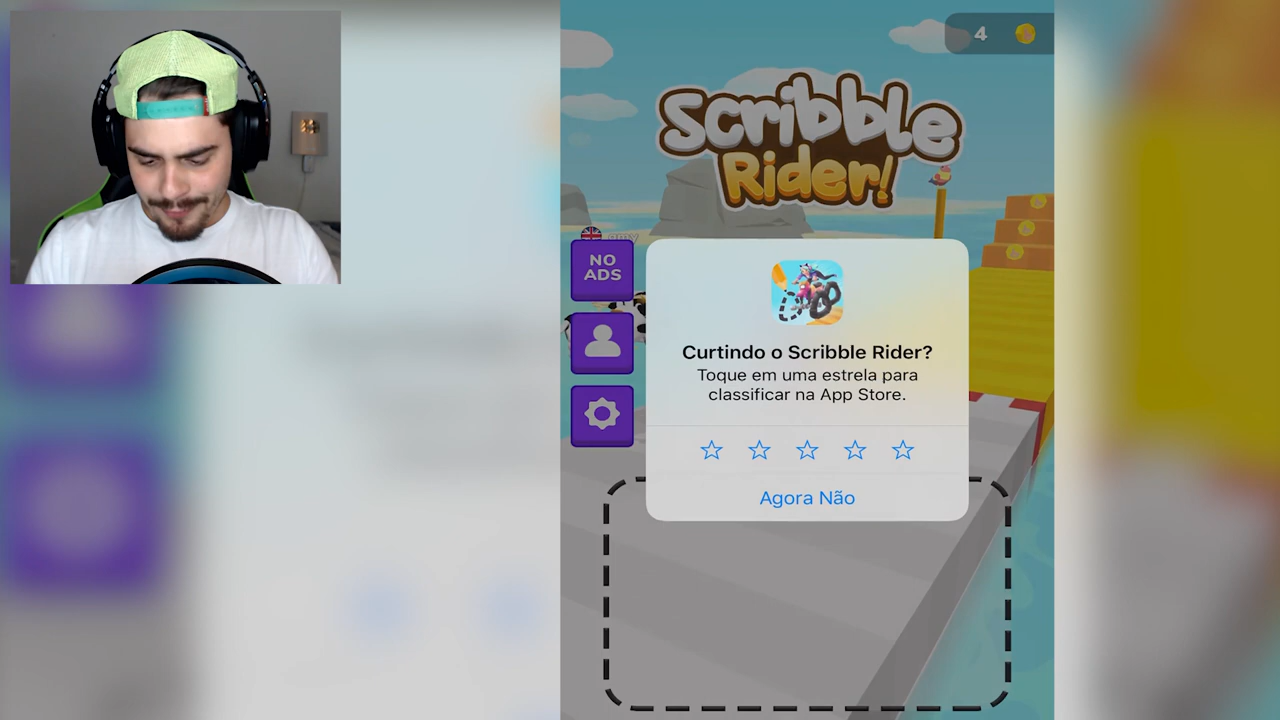 4
Scribble
Rider!
amy
NO
ADS
Curtindo o Scribble Rider?
Toque em uma estrela para
classificar na App Store.
Agora Não